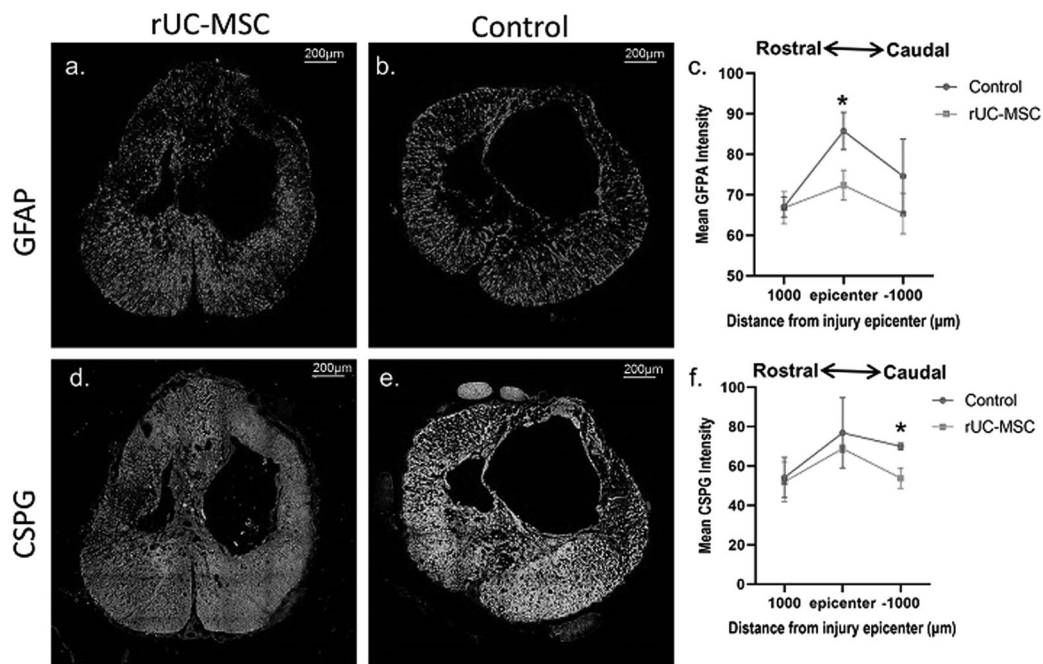 rUC-MSC
Control
GFAP
CSPG
a.
200µm
b.
200µm
c.
Rostral
Caudal
Control
rUC-MSC
*
Mean GFPA Intensity
100
90
80
70
60
50
1000 epicenter -1000
Distance from injury epicenter (µm)
d.
200µm
e.
200µm
f.
Rostral
Caudal
Control
rUC-MSC
*
Mean CSPG Intensity
100
80
60
40
20
0
1000 epicenter -1000
Distance from injury epicenter (µm)